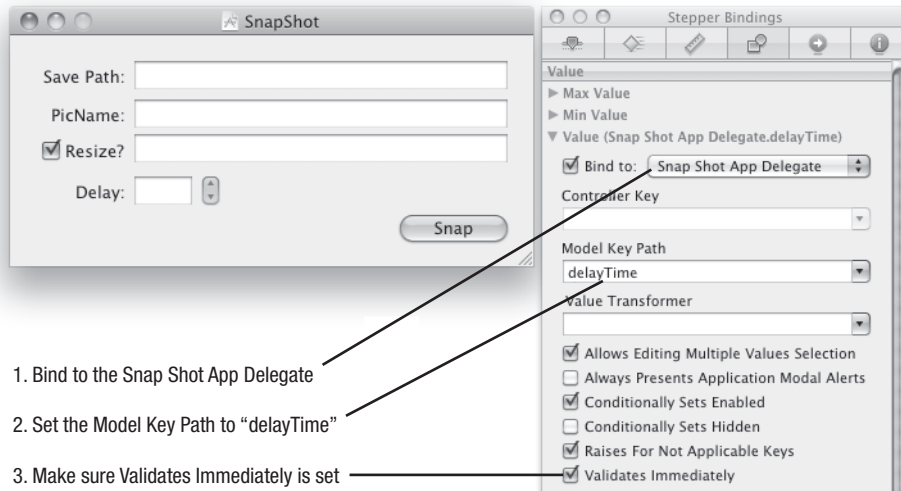 SnapShot
Save Path:
PicName:
Resize?
Delay:
Snap
Stepper Bindings
Value
Max Value
Min Value
Value (Snap Shot App Delegate.delayTime)
Bind to: Snap Shot App Delegate
Controller Key
Model Key Path
delayTime
Value Transformer
Allows Editing Multiple Values Selection
Always Presents Application Modal Alerts
Conditionally Sets Enabled
Conditionally Sets Hidden
Raises For Not Applicable Keys
Validates Immediately
1. Bind to the Snap Shot App Delegate
2. Set the Model Key Path to “delayTime”
3. Make sure Validates Immediately is set